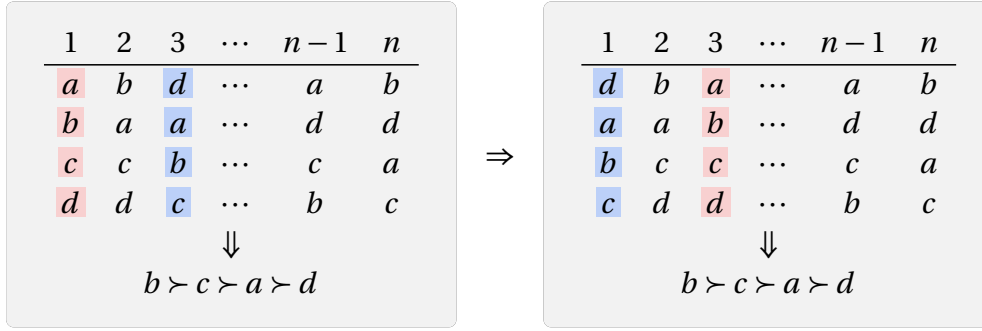 1 2 3 ⋯ n − 1 n
a b d ⋯ a b
b a a ⋯ d d
c c b ⋯ c a
d d c ⋯ b c
⇓
b ≻ c ≻ a ≻ d
⇒
1 2 3 ⋯ n − 1 n
d b a ⋯ a b
a a b ⋯ d d
b c c ⋯ c a
c d d ⋯ b c
⇓
b ≻ c ≻ a ≻ d